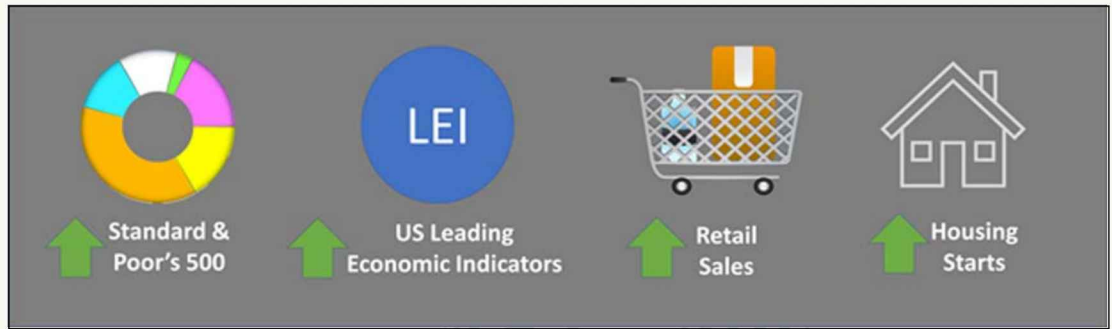 LEI
Standard &
Poor's 500
US Leading
Economic Indicators
Retail
Sales
Housing
Starts